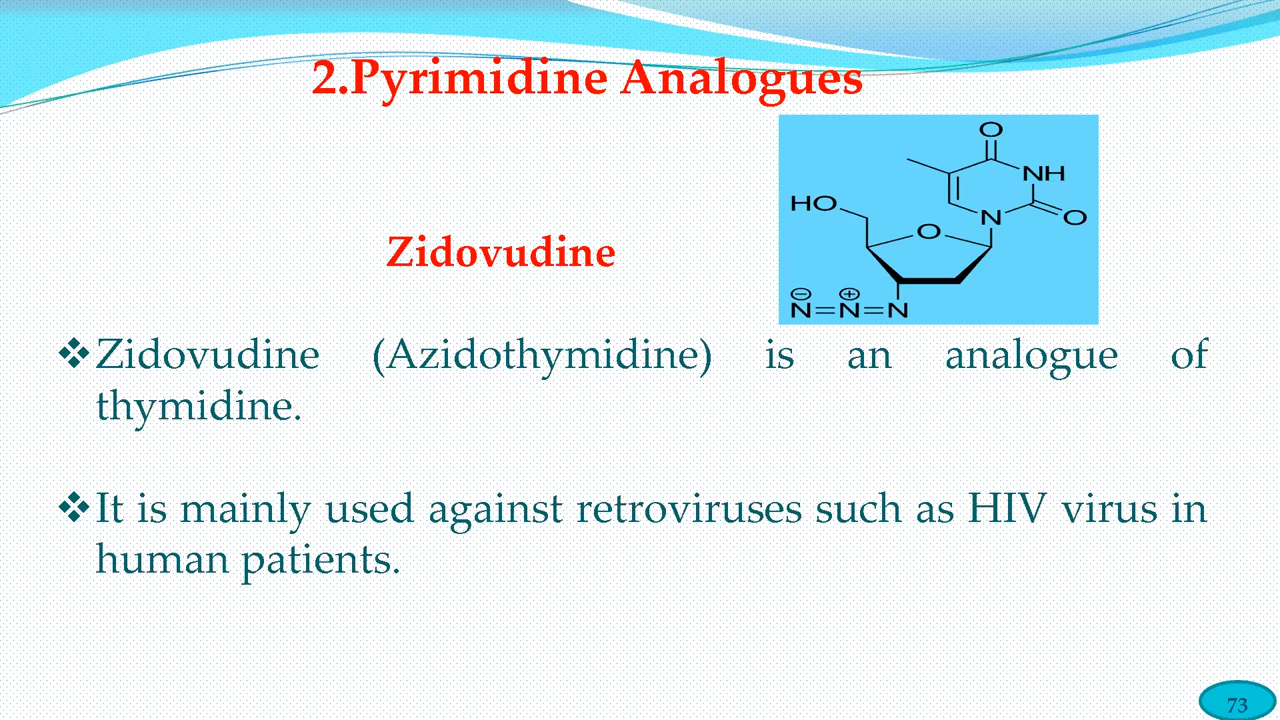 2.Pyrimidine Analogues
O
NH
HO
N
O
O
Zidovudine
⊖ ⊕
N=N=N
❖Zidovudine (Azidothymidine) is an analogue of
thymidine.
❖It is mainly used against retroviruses such as HIV virus in
human patients.
73